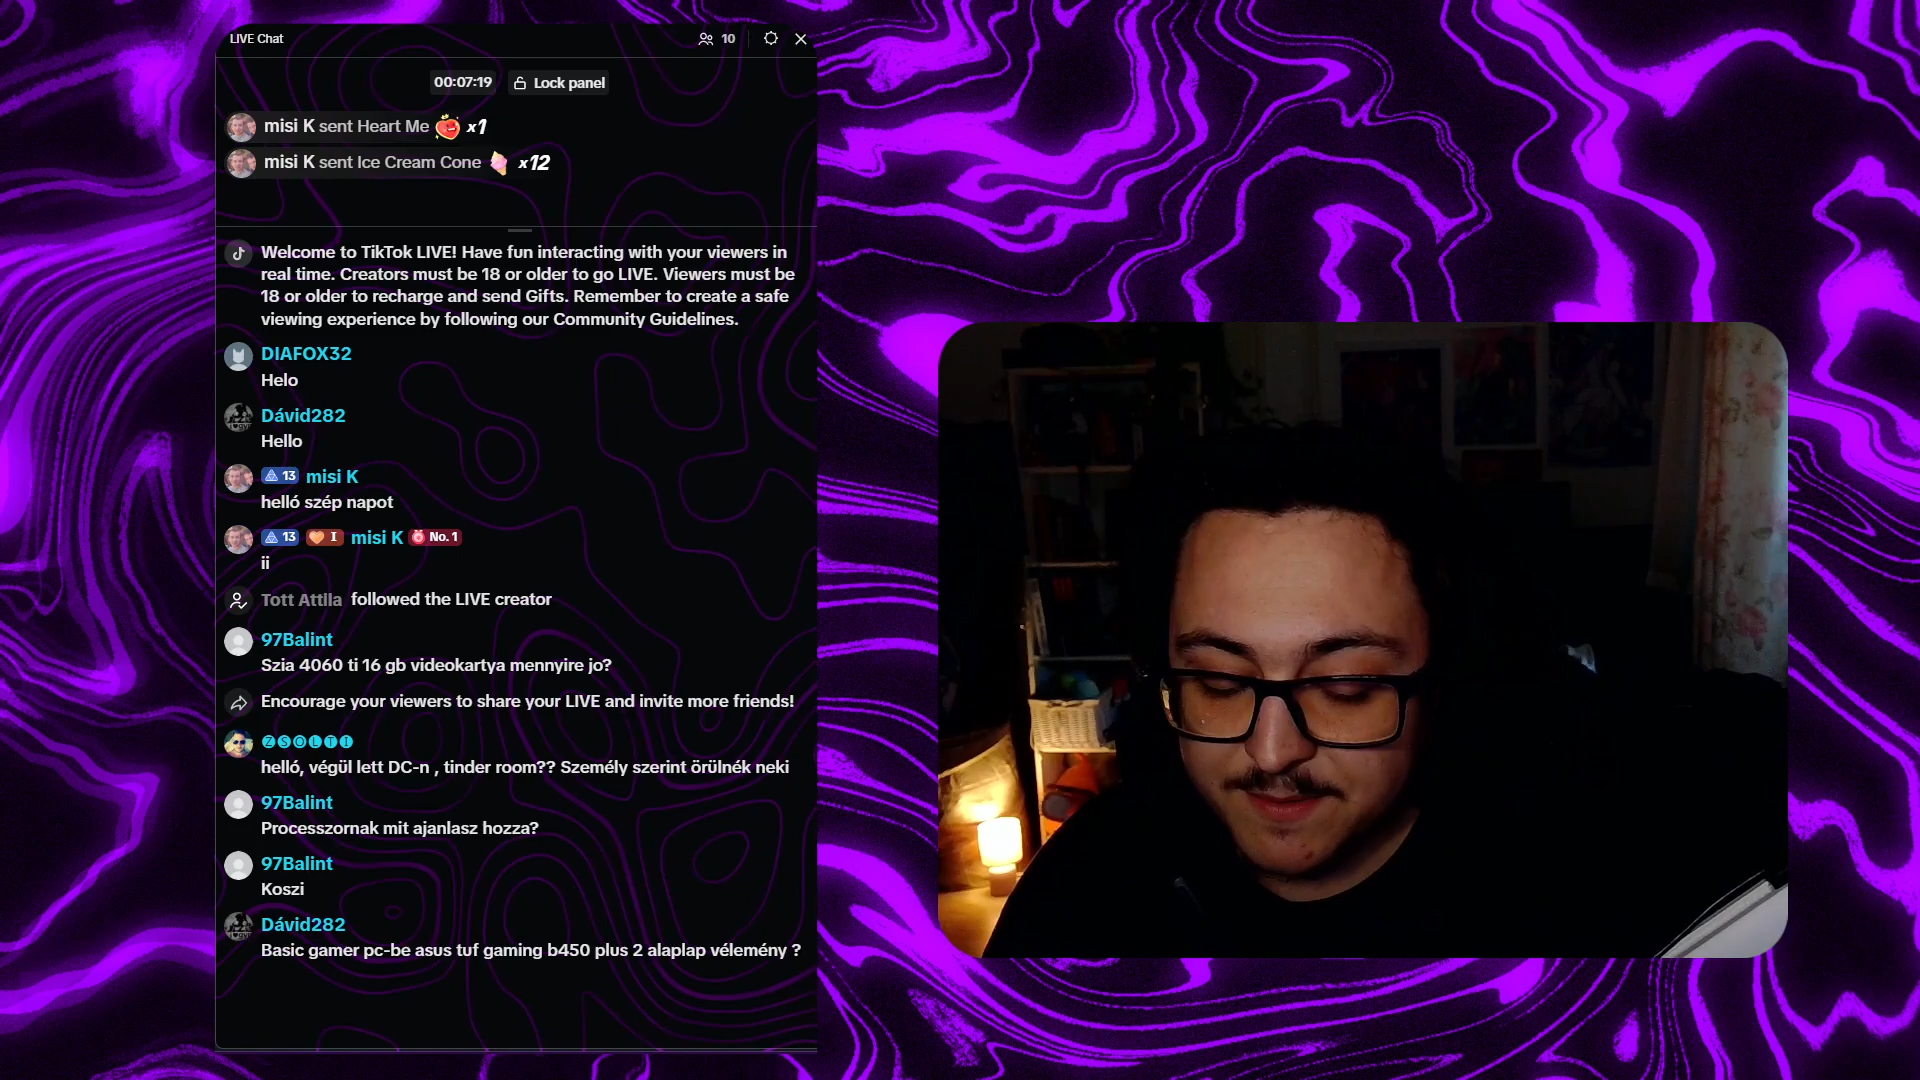 LIVE Chat
10
00:07:19
Lock panel
misi K sent Heart Me x1
misi K sent Ice Cream Cone x12
Welcome to TikTok LIVE! Have fun interacting with your viewers in
real time. Creators must be 18 or older to go LIVE. Viewers must be
18 or older to recharge and send Gifts. Remember to create a safe
viewing experience by following our Community Guidelines.
DIAFOX32
Helo
Dávid282
Hello
13 misi K
helló szép napot
13 I misi K No. 1
ii
Tott Attila followed the LIVE creator
97Balint
Szia 4060 ti 16 gb videokartya mennyire jo?
Encourage your viewers to share your LIVE and invite more friends!
🅩🅢🅞🅛🅣🅘
helló, végül lett DC-n , tinder room?? Személy szerint örülnék neki
97Balint
Processzornak mit ajanlasz hozza?
97Balint
Koszi
Dávid282
Basic gamer pc-be asus tuf gaming b450 plus 2 alaplap vélemény ?